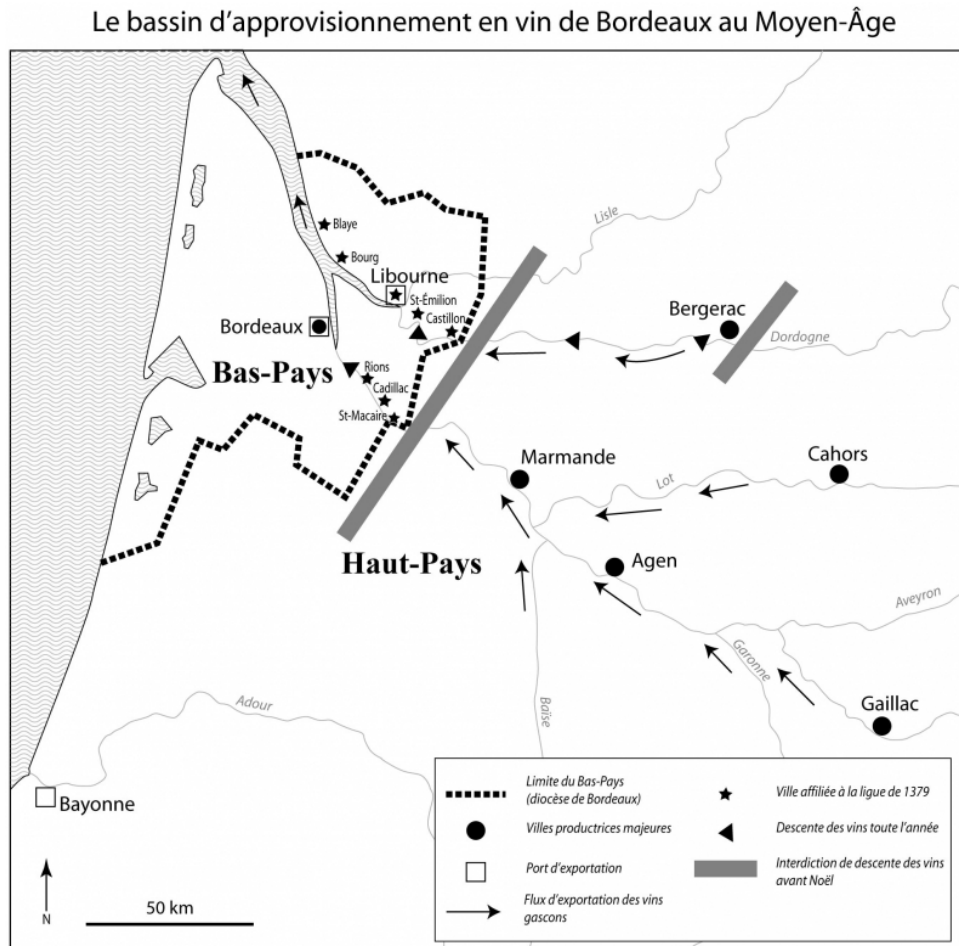 Le bassin d'approvisionnement en vin de Bordeaux au Moyen-Âge
Lisle
Blaye
Bourg
Libourne
St-Émilion
Castillon
Bordeaux
Bergerac
Dordogne
Bas-Pays
Rions
Cadillac
St-Macaire
Marmande
Cahors
Lot
Haut-Pays
Agen
Aveyron
Garonne
Baïse
Adour
Gaillac
Bayonne
Limite du Bas-Pays
(diocèse de Bordeaux)
Villes productrices majeures
Port d'exportation
Flux d'exportation des vins
gascons
Ville affiliée à la ligue de 1379
Descente des vins toute l'année
Interdiction de descente des vins
avant Noël
N
50 km